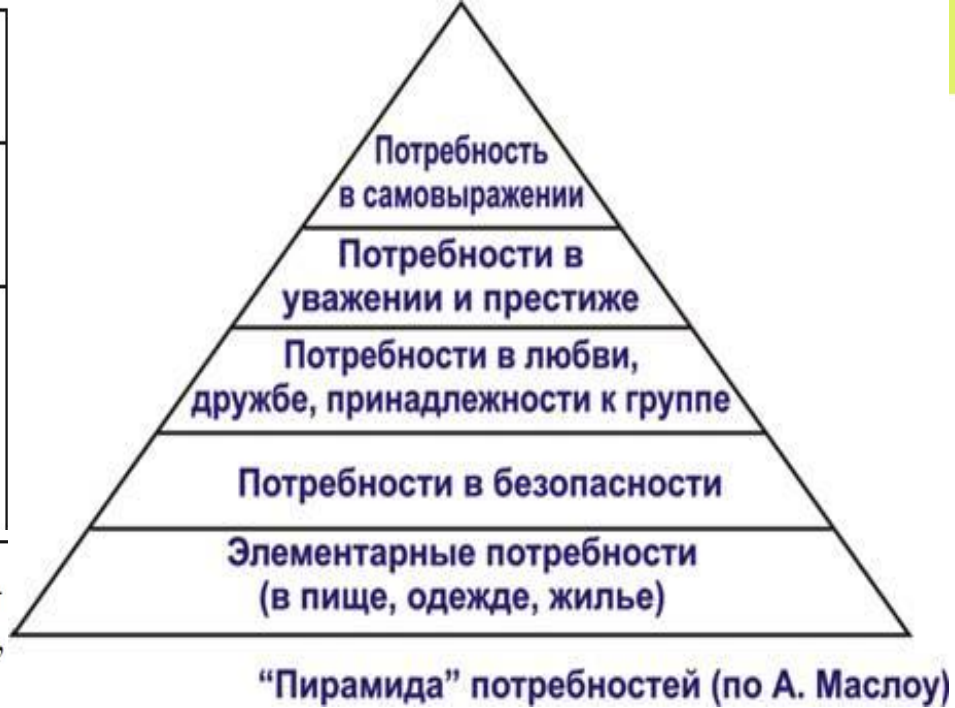 Потребность
в самовыражении
Потребности в
уважении и престиже
Потребности в любви,
дружбе, принадлежности к группе
Потребности в безопасности
Элементарные потребности
(в пище, одежде, жилье)
“Пирамида” потребностей (по А. Маслоу)